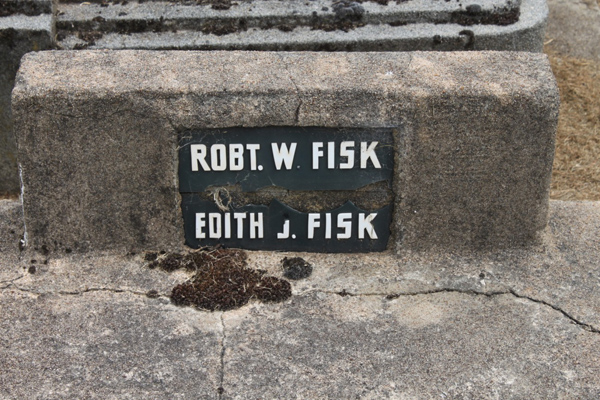 ROBT. W. FISK
EDITH J. FISK